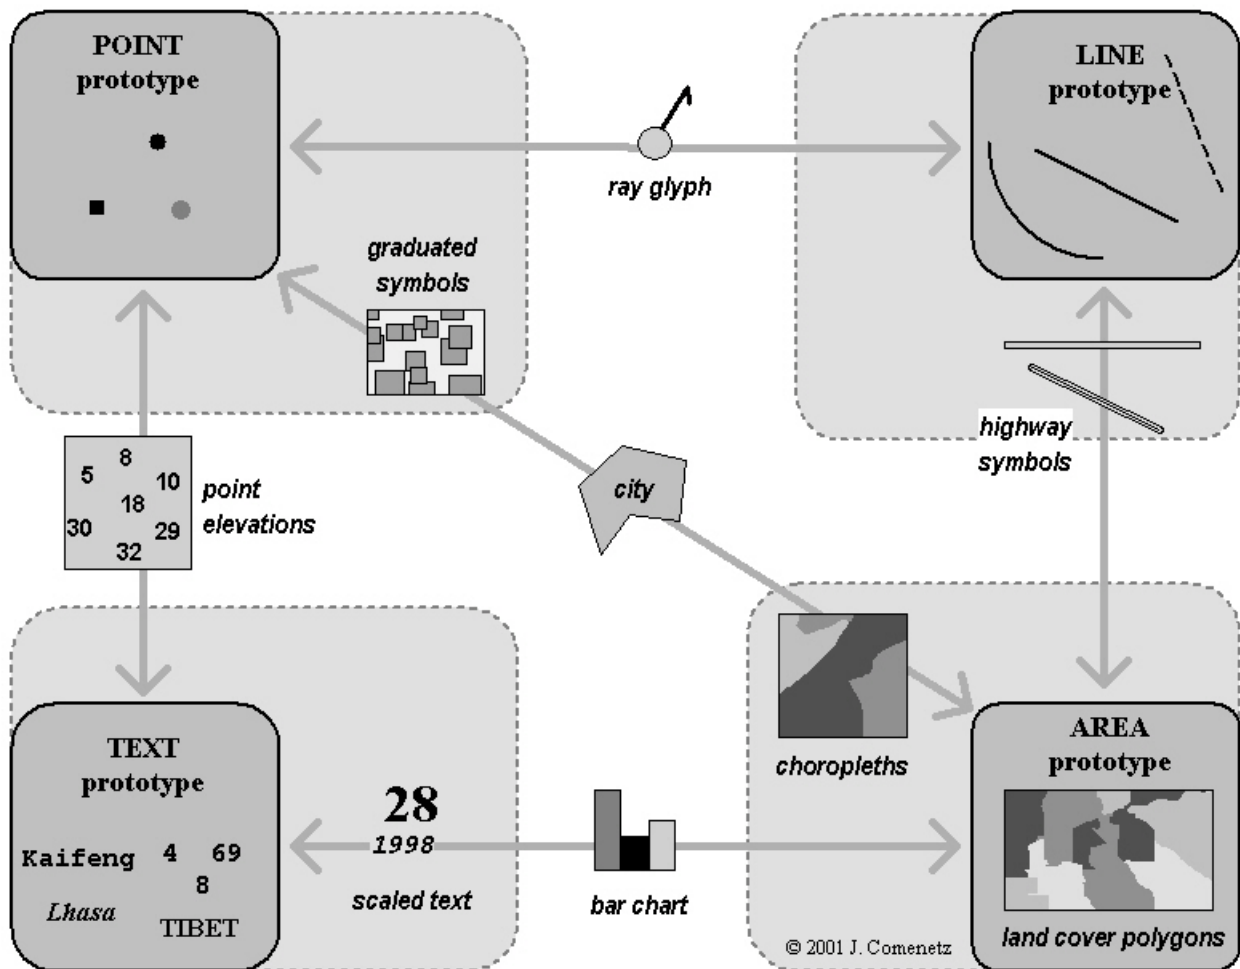 POINT
prototype
LINE
prototype
ray glyph
graduated
symbols
highway
symbols
city
8
5
10
18
30
29
32
point
elevations
choropleths
TEXT
prototype
Kaifeng
4
69
8
Lhasa
TIBET
28
1998
scaled text
bar chart
AREA
prototype
land cover polygons
© 2001 J. Comenetz